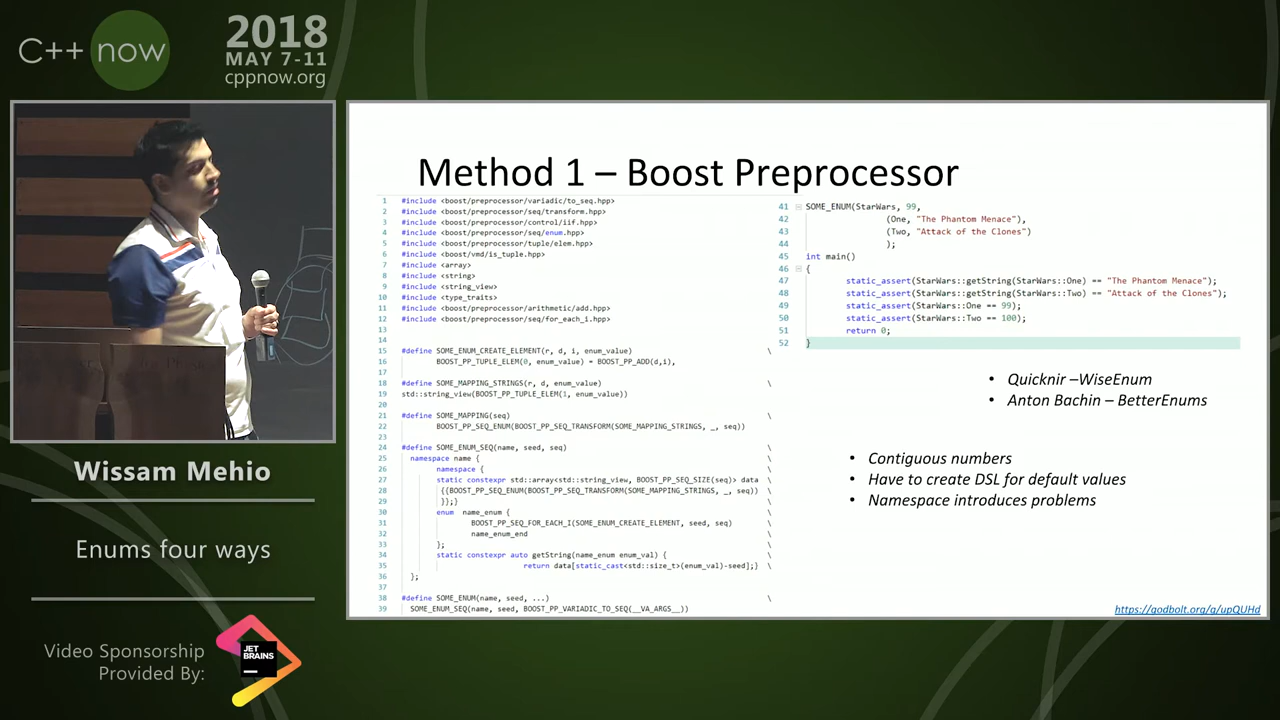 C++ now
2018
MAY 7-11
cppnow.org
Method 1 – Boost Preprocessor
1 #include <boost/preprocessor/variadic/to_seq.hpp>
2 #include <boost/preprocessor/seq/transform.hpp>
3 #include <boost/preprocessor/control/iif.hpp>
4 #include <boost/preprocessor/seq/enum.hpp>
5 #include <boost/preprocessor/tuple/elem.hpp>
6 #include <boost/vmd/is_tuple.hpp>
7 #include <array>
8 #include <string>
9 #include <string_view>
10 #include <type_traits>
11 #include <boost/preprocessor/arithmetic/add.hpp>
12 #include <boost/preprocessor/seq/for_each_i.hpp>
13
14
15 #define SOME_ENUM_CREATE_ELEMENT(r, d, i, enum_value) \
16 BOOST_PP_TUPLE_ELEM(0, enum_value) = BOOST_PP_ADD(d,i),
17
18 #define SOME_MAPPING_STRINGS(r, d, enum_value) \
19 std::string_view(BOOST_PP_TUPLE_ELEM(1, enum_value))
20
21 #define SOME_MAPPING(seq) \
22 BOOST_PP_SEQ_ENUM(BOOST_PP_SEQ_TRANSFORM(SOME_MAPPING_STRINGS, _, seq))
23
24 #define SOME_ENUM_SEQ(name, seed, seq) \
25 namespace name { \
26 namespace { \
27 static constexpr std::array<std::string_view, BOOST_PP_SEQ_SIZE(seq)> data \
28 {{BOOST_PP_SEQ_ENUM(BOOST_PP_SEQ_TRANSFORM(SOME_MAPPING_STRINGS, _, seq)) \
29 }};} \
30 enum name_enum { \
31 BOOST_PP_SEQ_FOR_EACH_I(SOME_ENUM_CREATE_ELEMENT, seed, seq) \
32 name_enum_end \
33 }; \
34 static constexpr auto getString(name_enum enum_val) { \
35 return data[static_cast<std::size_t>(enum_val)-seed];} \
36 };
37
38 #define SOME_ENUM(name, seed, ...) \
39 SOME_ENUM_SEQ(name, seed, BOOST_PP_VARIADIC_TO_SEQ(__VA_ARGS__))
41 SOME_ENUM(StarWars, 99,
42 (One, "The Phantom Menace"),
43 (Two, "Attack of the Clones")
44 );
45 int main()
46 {
47 static_assert(StarWars::getString(StarWars::One) == "The Phantom Menace");
48 static_assert(StarWars::getString(StarWars::Two) == "Attack of the Clones");
49 static_assert(StarWars::One == 99);
50 static_assert(StarWars::Two == 100);
51 return 0;
52 }
• Quicknir –WiseEnum
• Anton Bachin – BetterEnums
• Contiguous numbers
• Have to create DSL for default values
• Namespace introduces problems
https://godbolt.org/g/upQUHd
Wissam Mehio
Enums four ways
Video Sponsorship
Provided By:
JET
BRAINS